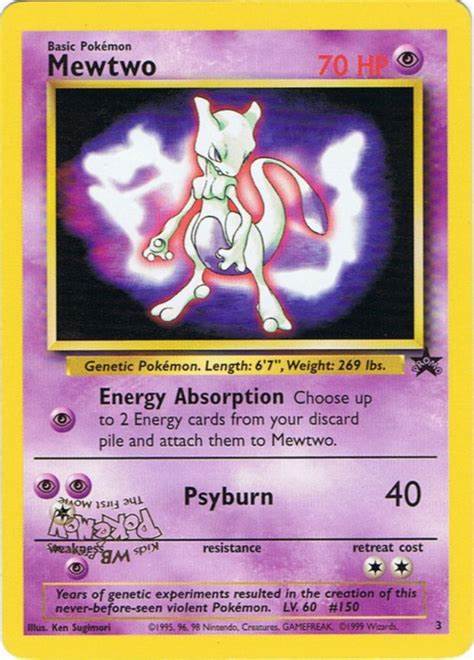 Basic Pokémon
Mewtwo 70 HP
PROMO
Genetic Pokémon. Length: 6'7", Weight: 269 lbs.
Energy Absorption Choose up
to 2 Energy cards from your discard
pile and attach them to Mewtwo.
Psyburn 40
The First Movie
POKÉMON
Kids WB
weakness resistance retreat cost
Years of genetic experiments resulted in the creation of this
never-before-seen violent Pokémon. LV. 60 #150
Illus. Ken Sugimori ©1995, 96, 98 Nintendo, Creatures, GAMEFREAK. ©1999 Wizards. 3